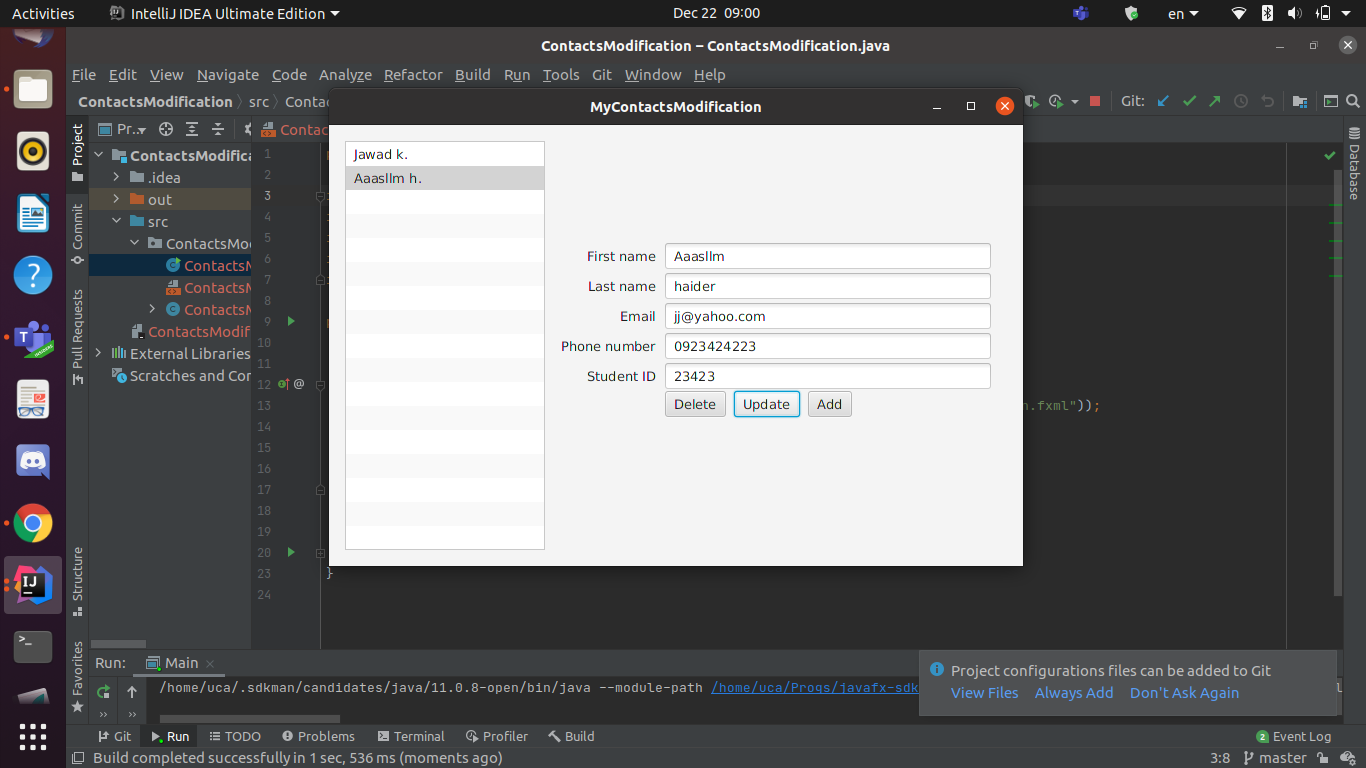 Activities IntelliJ IDEA Ultimate Edition Dec 22 09:00 en
ContactsModification – ContactsModification.java
File Edit View Navigate Code Analyze Refactor Build Run Tools Git Window Help
ContactsModification src Contac Git:
MyContactsModification
Project
Commit
Pull Requests
Structure
Favorites
Database
Pr...
Contac
ContactsModifica
.idea
out
src
ContactsMod
ContactsM
ContactsM
ContactsM
ContactsModif
External Libraries
Scratches and Con
1
2
3
4
5
6
7
8
9
10
11
12 @
13 n.fxml"));
14
15
16
17
18
19
20
23 }
24
Jawad k.
Aaasllm h.
First name Aaasllm
Last name haider
Email jj@yahoo.com
Phone number 0923424223
Student ID 23423
Delete Update Add
Run: Main
/home/uca/.sdkman/candidates/java/11.0.8-open/bin/java --module-path /home/uca/Progs/javafx-sdk
Project configurations files can be added to Git
View Files Always Add Don't Ask Again
Git Run TODO Problems Terminal Profiler Build 2 Event Log
Build completed successfully in 1 sec, 536 ms (moments ago) 3:8 master